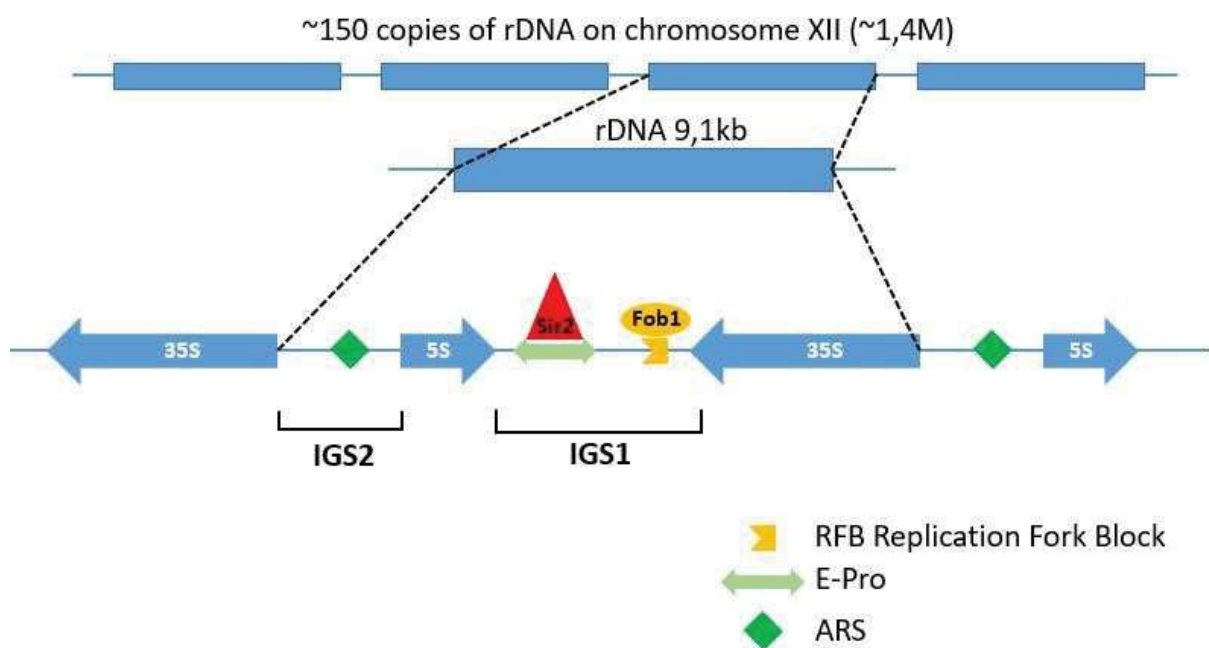 ~150 copies of rDNA on chromosome XII (~1,4M)
rDNA 9,1kb
Sir2
Fob1
35S
5S
35S
5S
IGS2
IGS1
RFB Replication Fork Block
E-Pro
ARS